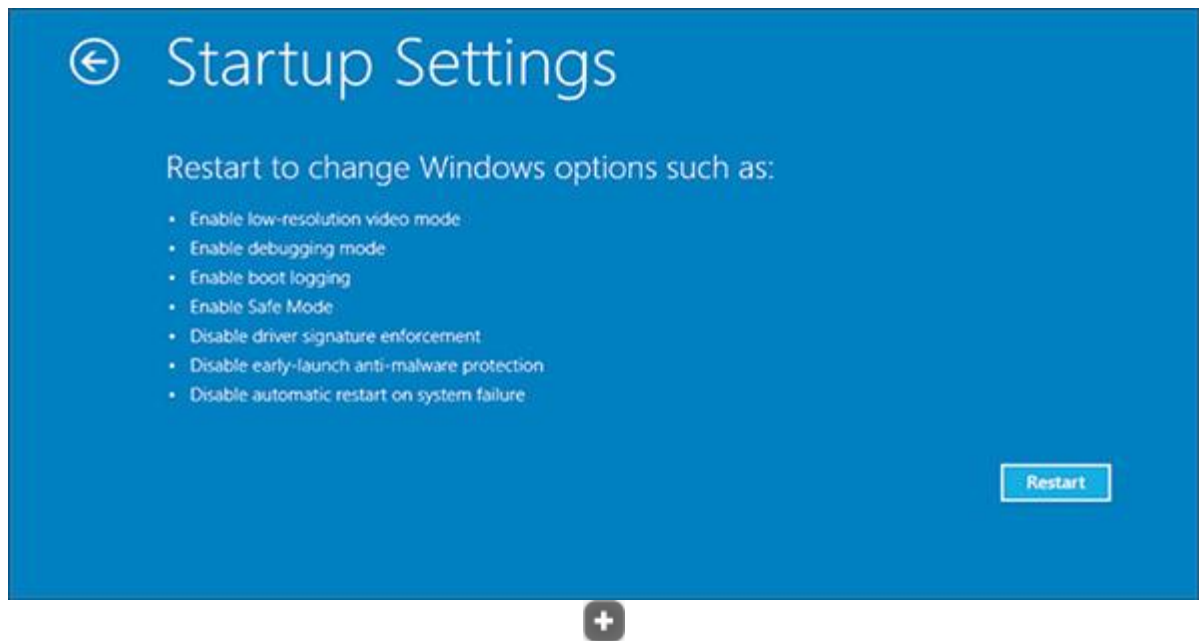 Startup Settings
Restart to change Windows options such as:
• Enable low-resolution video mode
• Enable debugging mode
• Enable boot logging
• Enable Safe Mode
• Disable driver signature enforcement
• Disable early-launch anti-malware protection
• Disable automatic restart on system failure
Restart